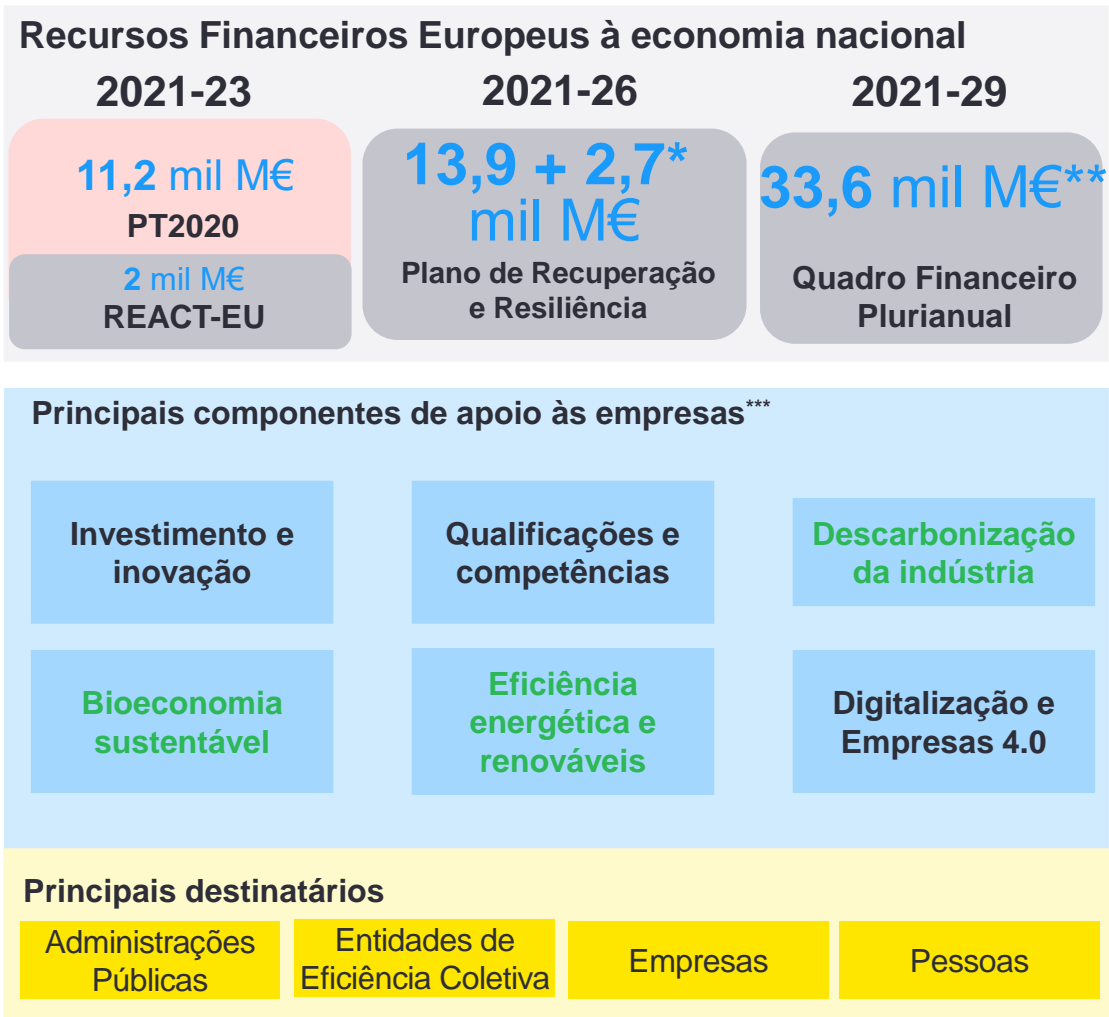 Recursos Financeiros Europeus à economia nacional
2021-23
11,2 mil M€
PT2020
2 mil M€
REACT-EU
2021-26
13,9 + 2,7*
mil M€
Plano de Recuperação
e Resiliência
2021-29
33,6 mil M€**
Quadro Financeiro
Plurianual
Principais componentes de apoio às empresas***
Investimento e
inovação
Qualificações e
competências
Descarbonização
da indústria
Bioeconomia
sustentável
Eficiência
energética e
renováveis
Digitalização e
Empresas 4.0
Principais destinatários
Administrações
Públicas
Entidades de
Eficiência Coletiva
Empresas
Pessoas